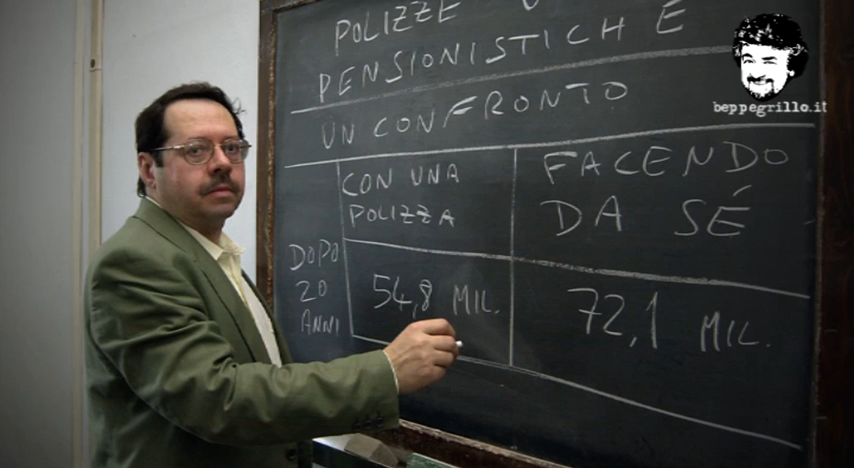 POLIZZE
PENSIONISTICHE
UN CONFRONTO
CON UNA
POLIZZA
FACENDO
DA SÉ
DOPO
20
ANNI
54,8 MIL.
72,1 MIL.
beppegrillo.it